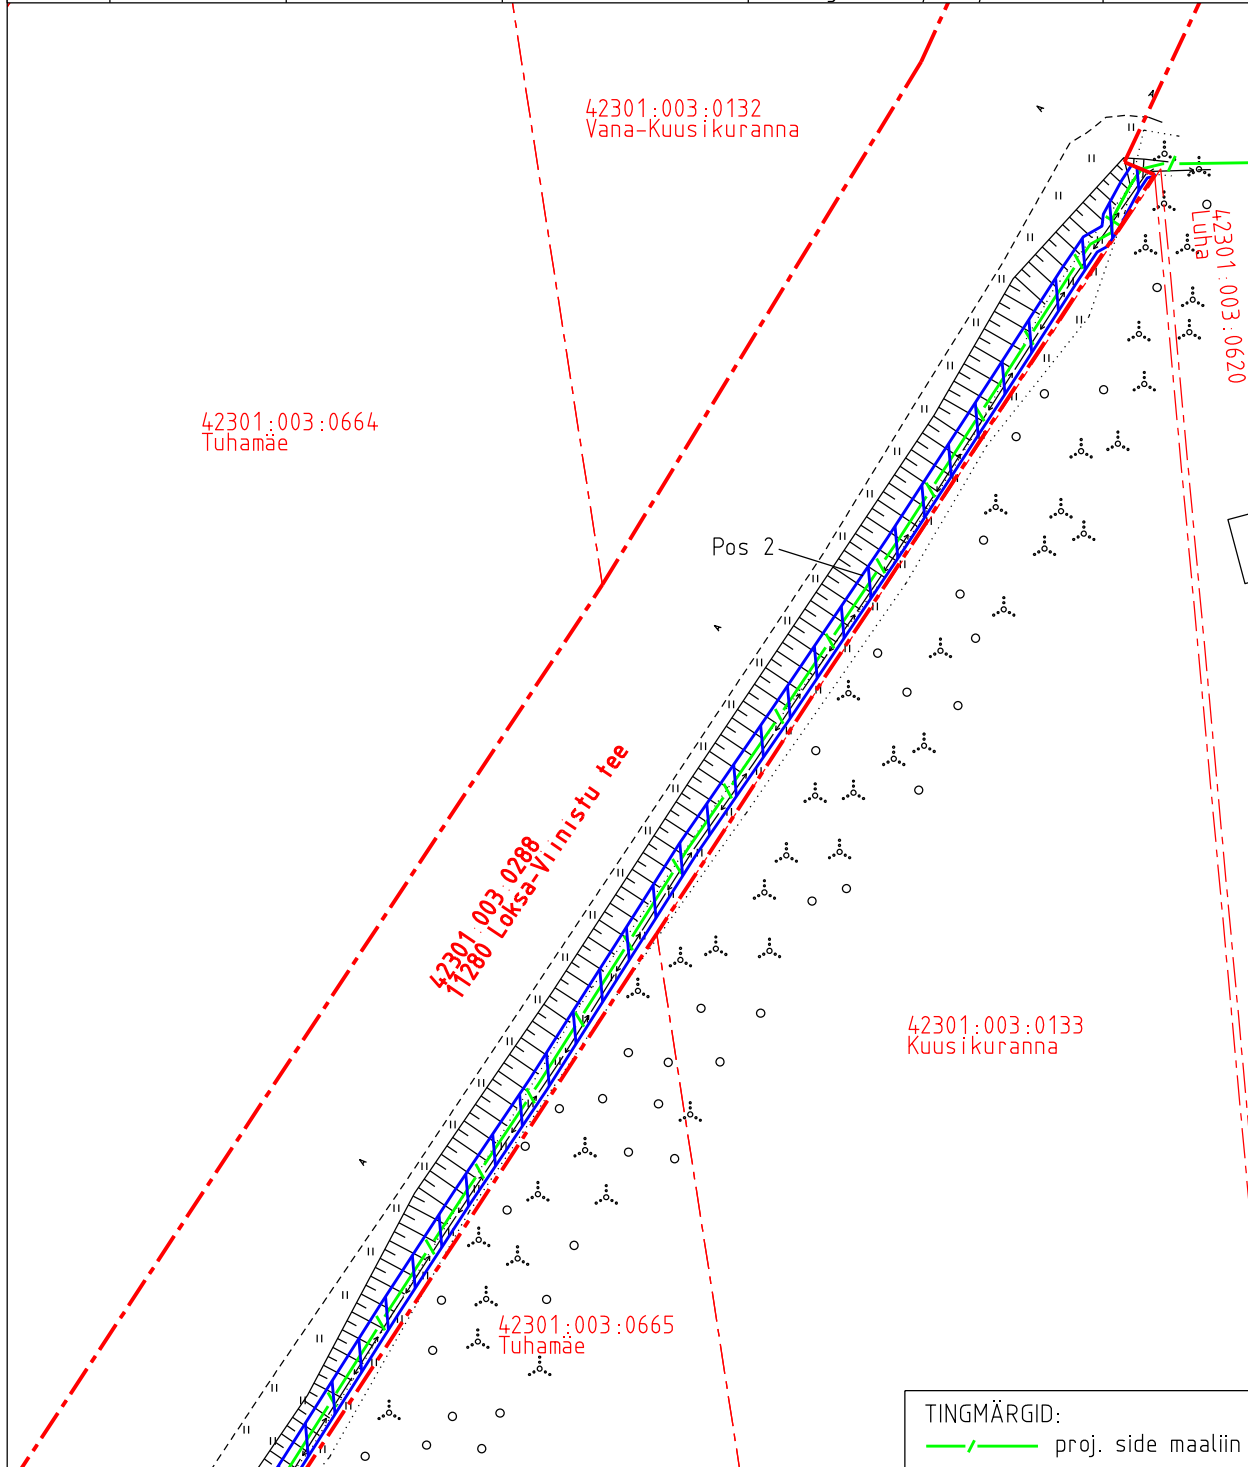 42301:003:0132
Vana-Kuusikuranna
42301:003:0620
Luha
42301:003:0664
Tuhamäe
Pos 2
42301:003:0288
11280 Loksa-Viinistu tee
42301:003:0133
Kuusikuranna
42301:003:0665
Tuhamäe
TINGMÄRGID:
proj. side maaliin